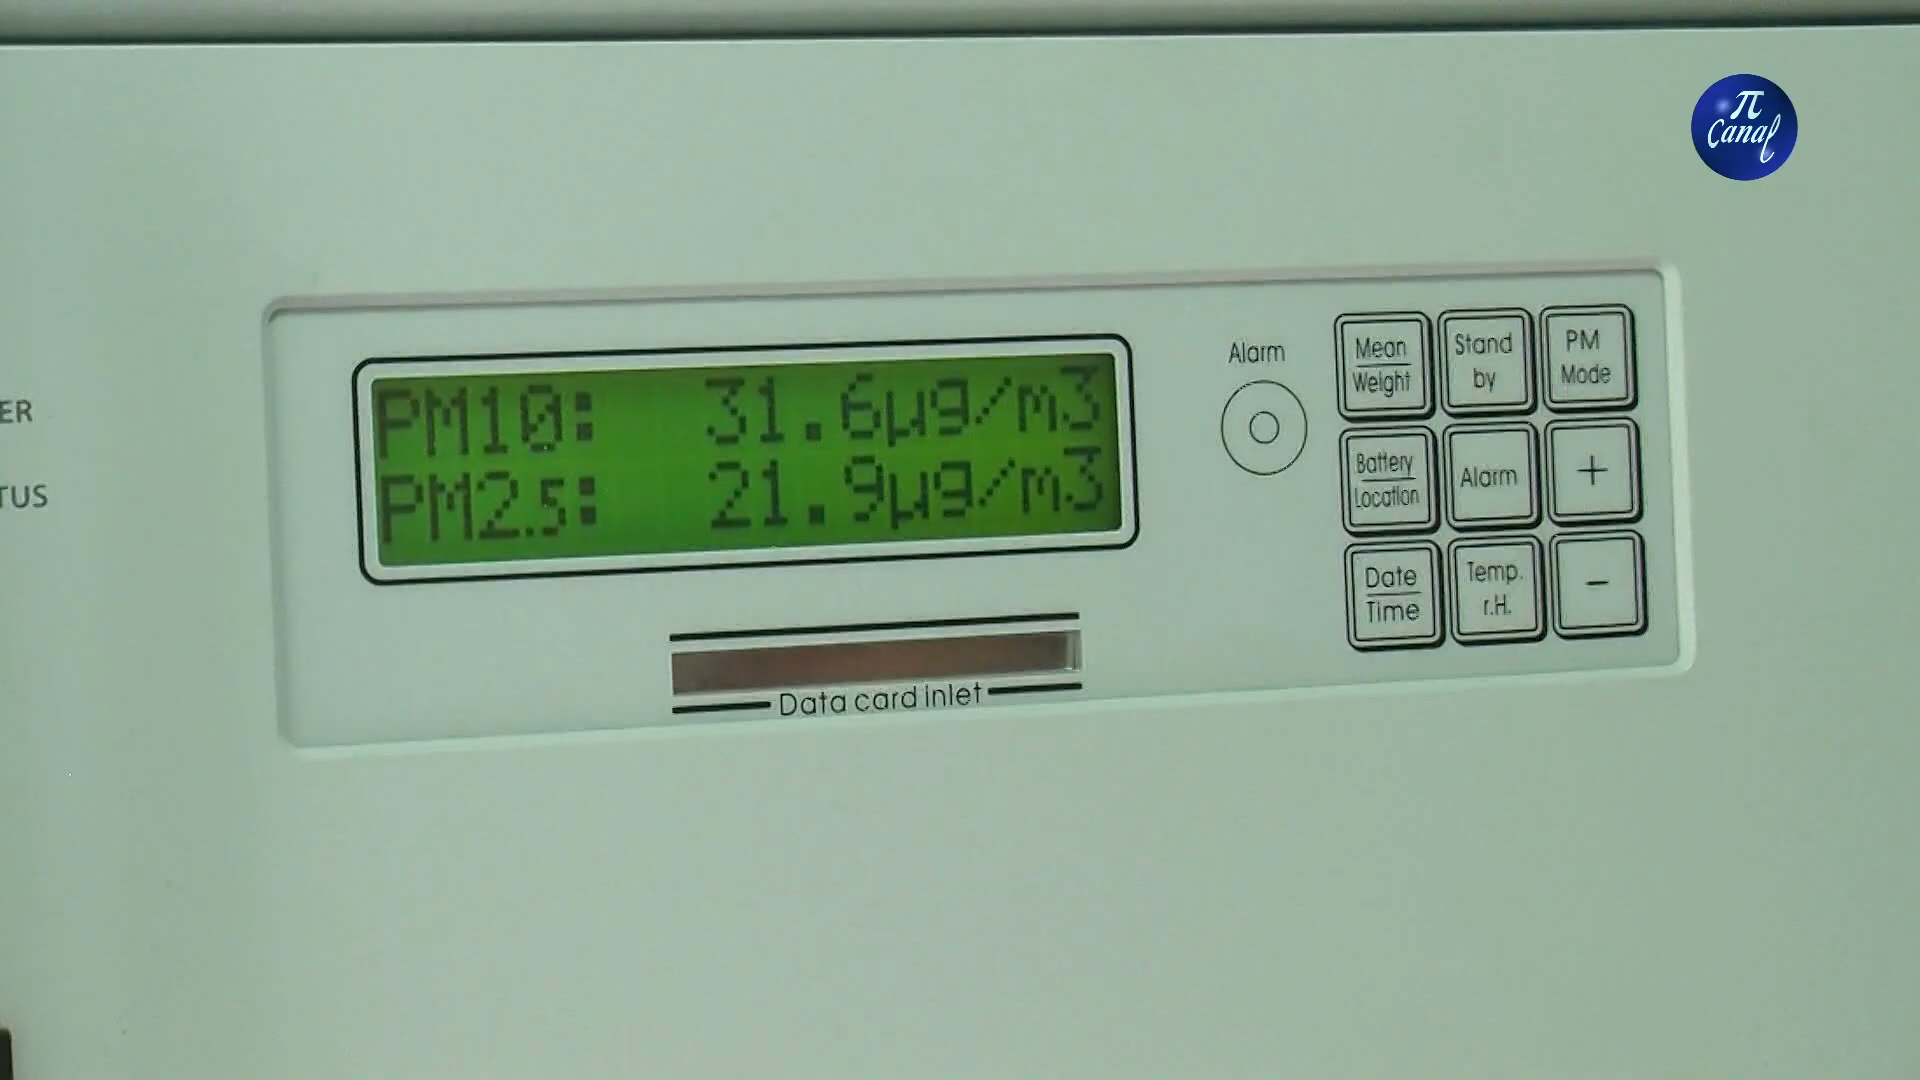 π
Canal
ER
TUS
PM10: 31.6µg/m3
PM2.5: 21.9µg/m3
Data card inlet
Alarm
Mean
Weight
Stand
by
PM
Mode
Battery
Location
Alarm
+
Date
Time
Temp.
r.H.
-